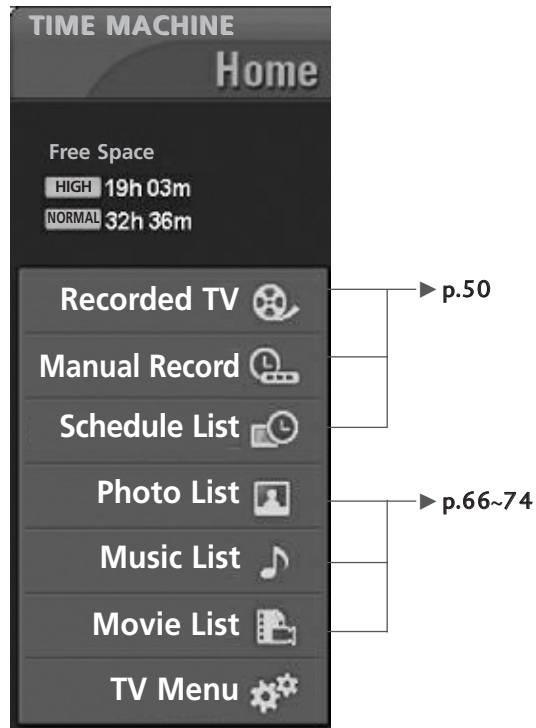 TIME MACHINE
Home
Free Space
HIGH 19h 03m
NORMAL 32h 36m
Recorded TV
▶ p.50
Manual Record
Schedule List
Photo List
▶ p.66~74
Music List
Movie List
TV Menu